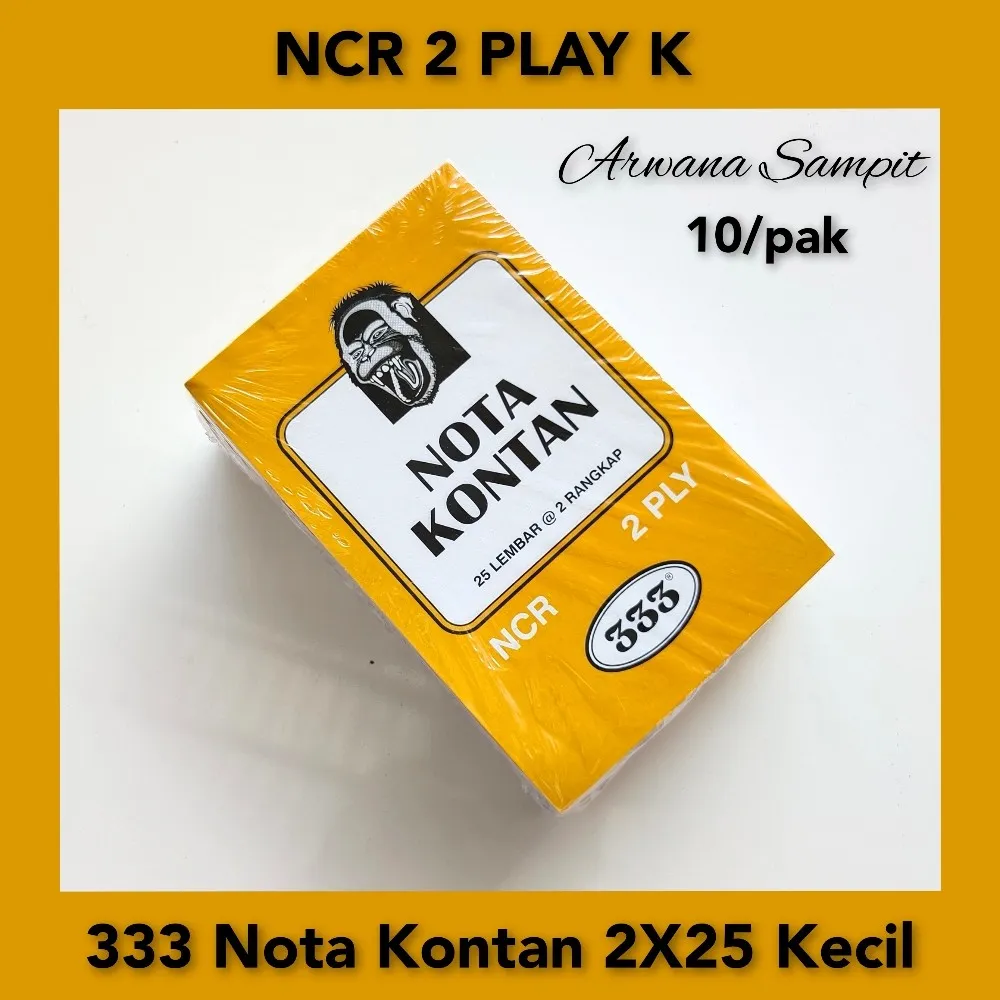 NCR 2 PLAY K
Arwana Sampit
10/pak
NOTA
KONTAN
25 LEMBAR @ 2 RANGKAP
NCR 2 PLY
333®
333 Nota Kontan 2X25 Kecil